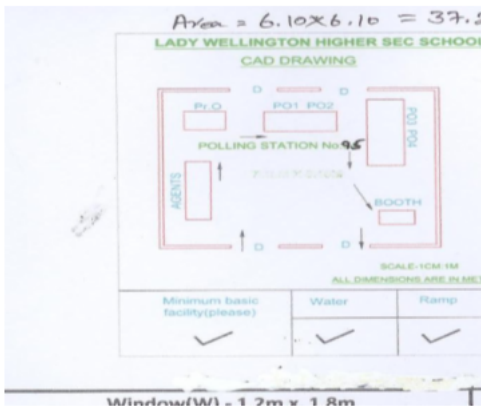 Area = 6.10x6.10 = 37.2
LADY WELLINGTON HIGHER SEC SCHOOL
CAD DRAWING
D D
Pr.O PO1 PO2
PO3 PO4
POLLING STATION No.95
AGENTS
BOOTH
D D
SCALE-1CM:1M
ALL DIMENSIONS ARE IN MET
Minimum basic Water Ramp
facility(please)
Window(W) - 1.2m x 1.8m